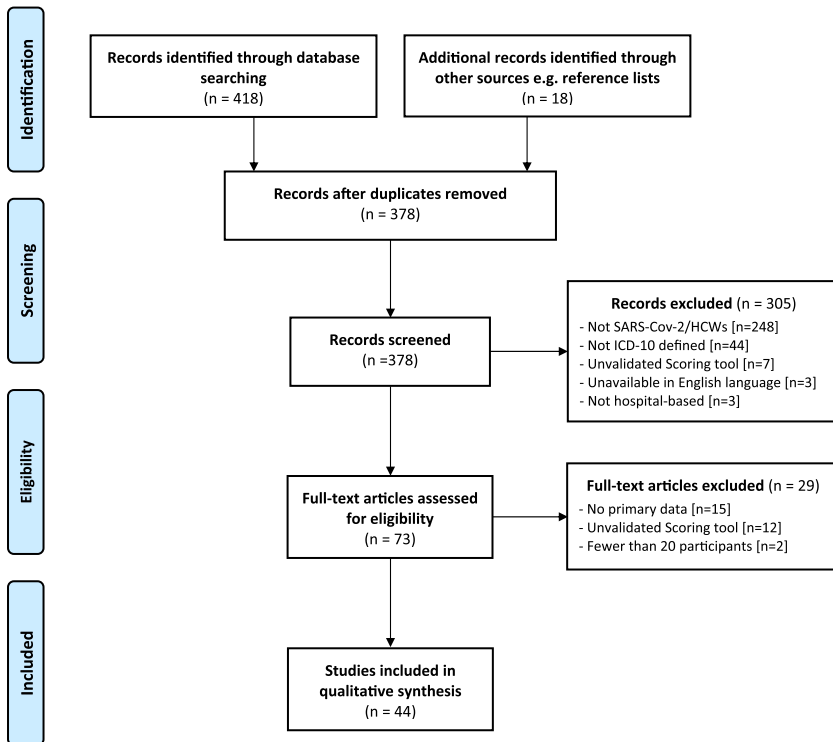 Identification
Records identified through database
searching
(n = 418)
Additional records identified through
other sources e.g. reference lists
(n = 18)
Records after duplicates removed
(n = 378)
Screening
Records screened
(n =378)
Records excluded (n = 305)
- Not SARS-Cov-2/HCWs [n=248]
- Not ICD-10 defined [n=44]
- Unvalidated Scoring tool [n=7]
- Unavailable in English language [n=3]
- Not hospital-based [n=3]
Eligibility
Full-text articles assessed
for eligibility
(n = 73)
Full-text articles excluded (n = 29)
- No primary data [n=15]
- Unvalidated Scoring tool [n=12]
- Fewer than 20 participants [n=2]
Included
Studies included in
qualitative synthesis
(n = 44)